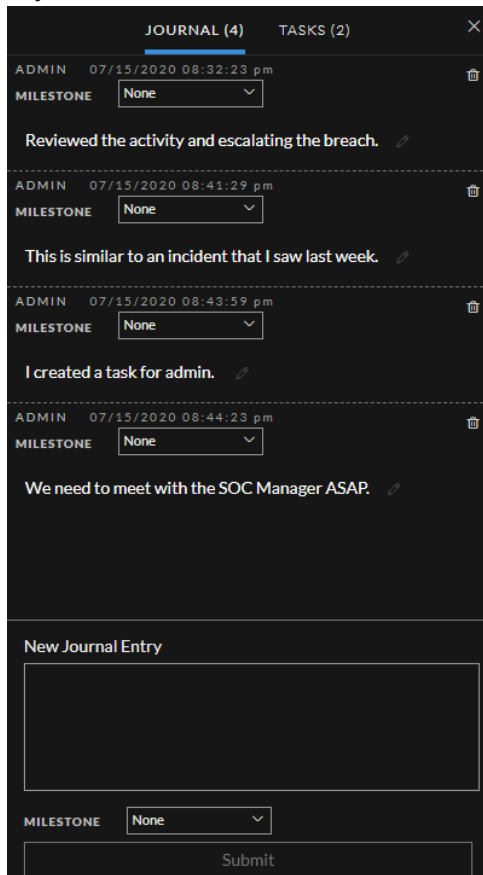 JOURNAL (4) TASKS (2)
ADMIN 07/15/2020 08:32:23 pm
MILESTONE None
Reviewed the activity and escalating the breach.
ADMIN 07/15/2020 08:41:29 pm
MILESTONE None
This is similar to an incident that I saw last week.
ADMIN 07/15/2020 08:43:59 pm
MILESTONE None
I created a task for admin.
ADMIN 07/15/2020 08:44:23 pm
MILESTONE None
We need to meet with the SOC Manager ASAP.
New Journal Entry
MILESTONE None
Submit